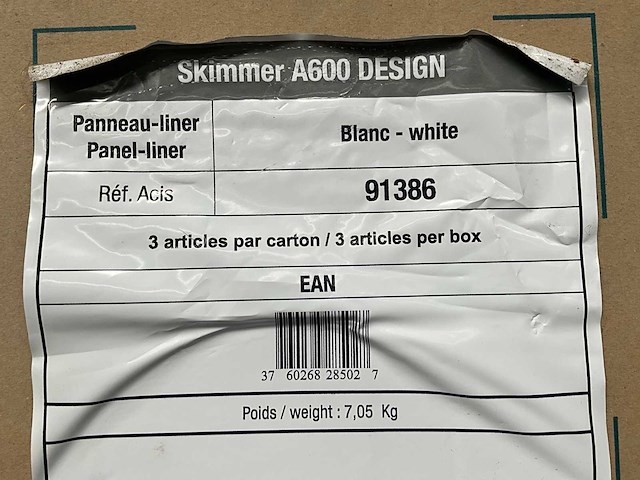 Skimmer A600 DESIGN
Panneau-liner
Panel-liner
Blanc - white
Réf. Acis
91386
3 articles par carton / 3 articles per box
EAN
37 60268 28502 7
Poids / weight : 7,05 Kg